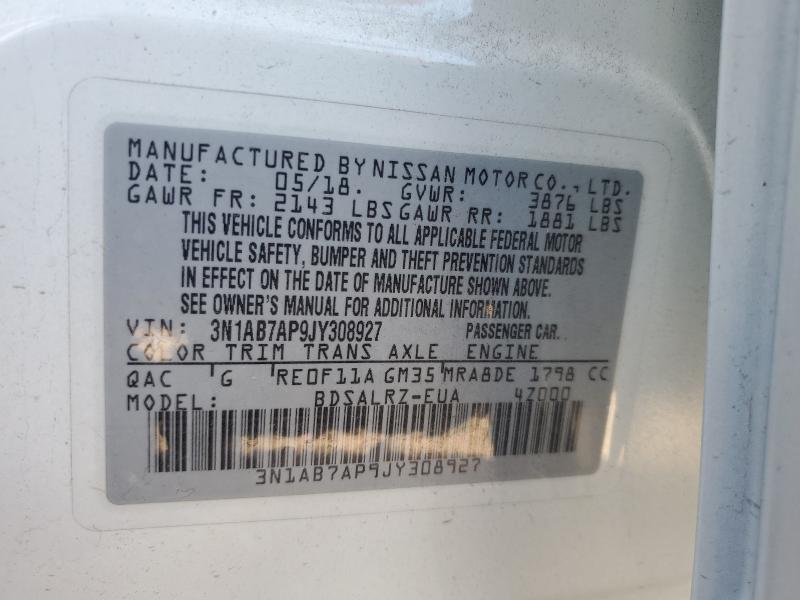 MANUFACTURED BY NISSAN MOTOR CO., LTD.
DATE: 05/18. GVWR: 3876 LBS
GAWR FR: 2143 LBS GAWR RR: 1881 LBS
THIS VEHICLE CONFORMS TO ALL APPLICABLE FEDERAL MOTOR
VEHICLE SAFETY, BUMPER AND THEFT PREVENTION STANDARDS
IN EFFECT ON THE DATE OF MANUFACTURE SHOWN ABOVE.
SEE OWNER'S MANUAL FOR ADDITIONAL INFORMATION.
VIN: 3N1AB7AP9JY308927 PASSENGER CAR
COLOR TRIM TRANS AXLE ENGINE
QAC G RE0F11A GM35 MRA8DE 1798 CC
MODEL: BDSALRZ-EUA 4Z000
3N1AB7AP9JY308927